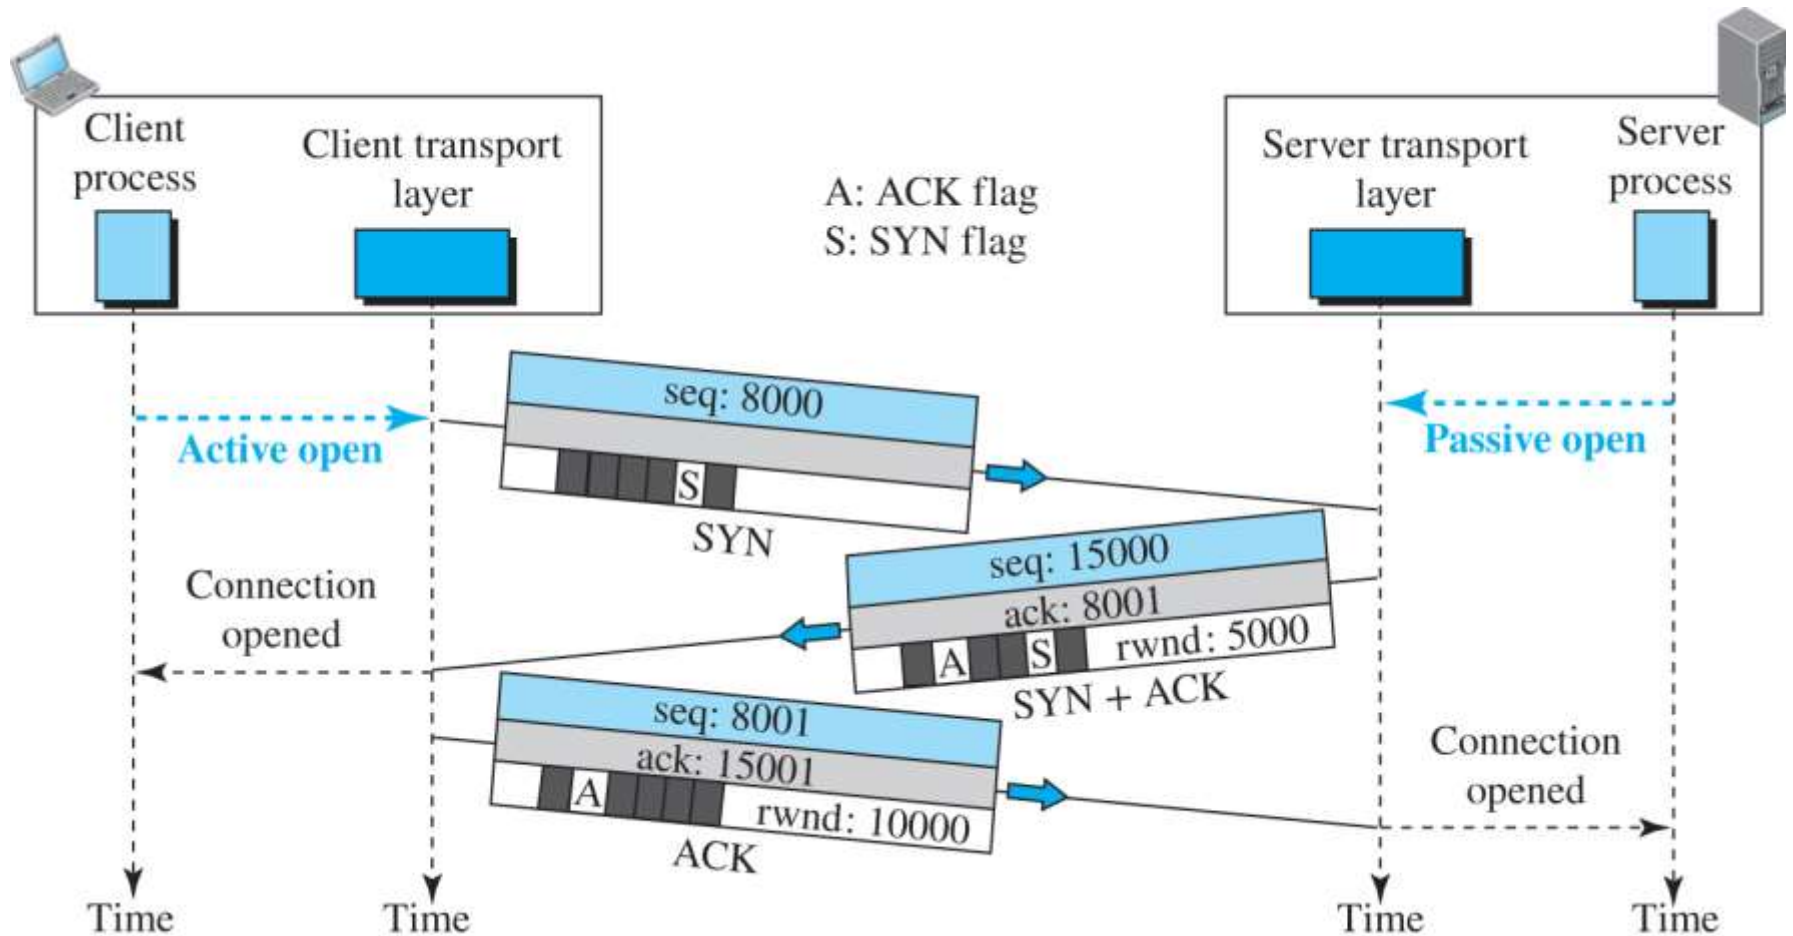 Client
process
Client transport
layer
A: ACK flag
S: SYN flag
Server transport
layer
Server
process
Active open
Passive open
seq: 8000
S
SYN
seq: 15000
ack: 8001
A S rwnd: 5000
SYN + ACK
Connection
opened
seq: 8001
ack: 15001
A rwnd: 10000
ACK
Connection
opened
Time
Time
Time
Time